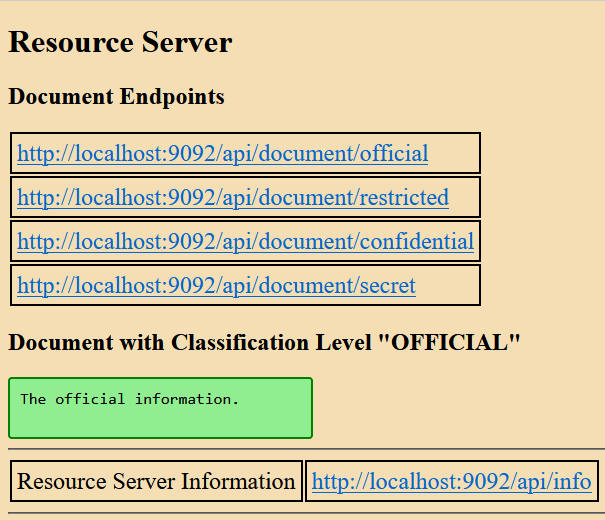 Resource Server
Document Endpoints
http://localhost:9092/api/document/official
http://localhost:9092/api/document/restricted
http://localhost:9092/api/document/confidential
http://localhost:9092/api/document/secret
Document with Classification Level "OFFICIAL"
The official information.
Resource Server Information http://localhost:9092/api/info